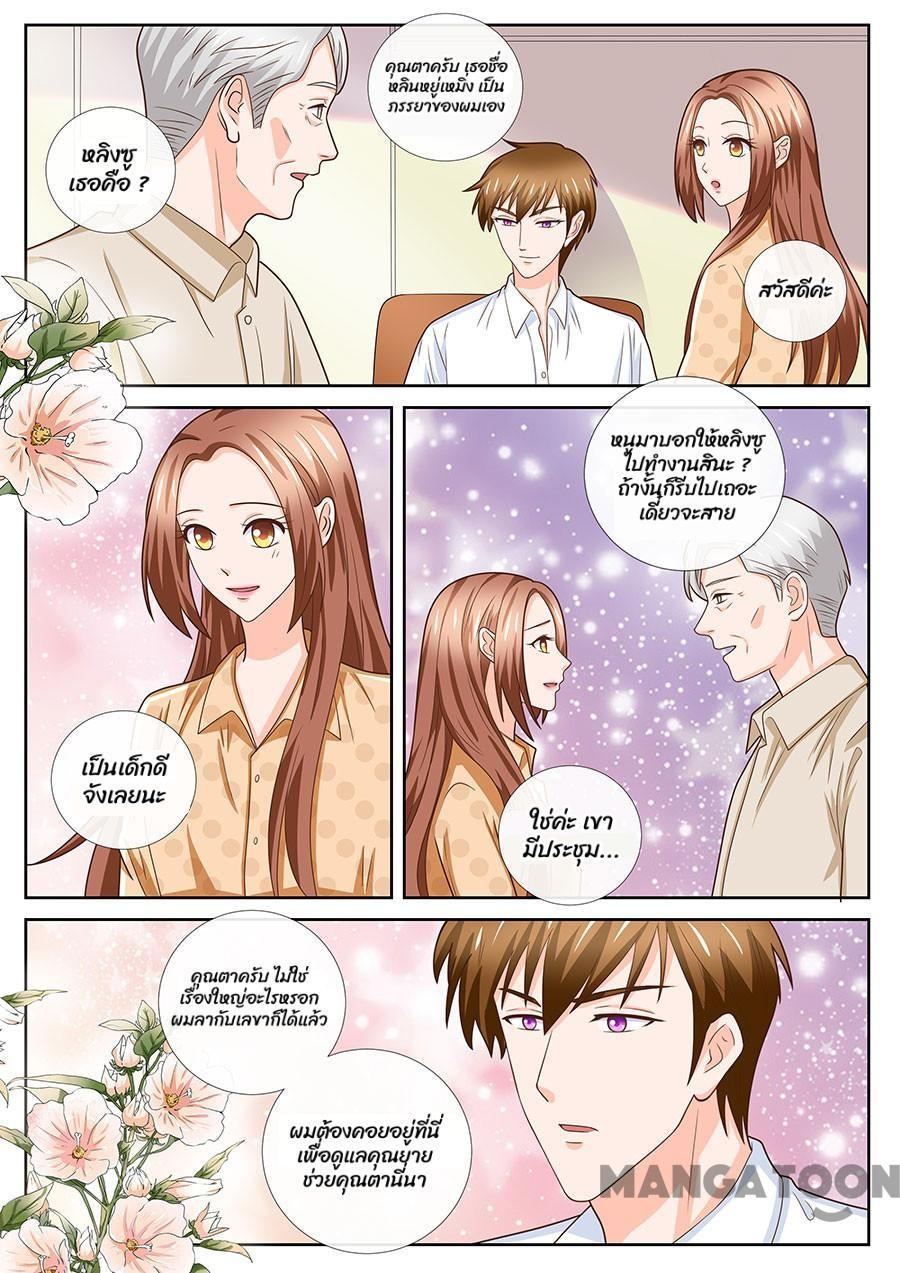 หลิงซู
เธอคือ ?
คุณตาครับ เธอชื่อ
หลินหยู่เหมิ่ง เป็น
ภรรยาของผมเอง
สวัสดีค่ะ
เป็นเด็กดี
จังเลยนะ
หนูมาบอกให้หลิงซู
ไปทำงานสินะ ?
ถ้างั้นก็รีบไปเถอะ
เดี๋ยวจะสาย
ใช่ค่ะ เขา
มีประชุม...
คุณตาครับ ไม่ใช่
เรื่องใหญ่อะไรหรอก
ผมลากับเลขาก็ได้แล้ว
ผมต้องคอยอยู่ที่นี่
เพื่อดูแลคุณยาย
ช่วยคุณตานี่นา
MANGATOON